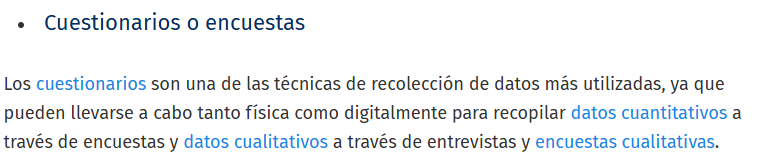 • Cuestionarios o encuestas
Los cuestionarios son una de las técnicas de recolección de datos más utilizadas, ya que
pueden llevarse a cabo tanto física como digitalmente para recopilar datos cuantitativos a
través de encuestas y datos cualitativos a través de entrevistas y encuestas cualitativas.